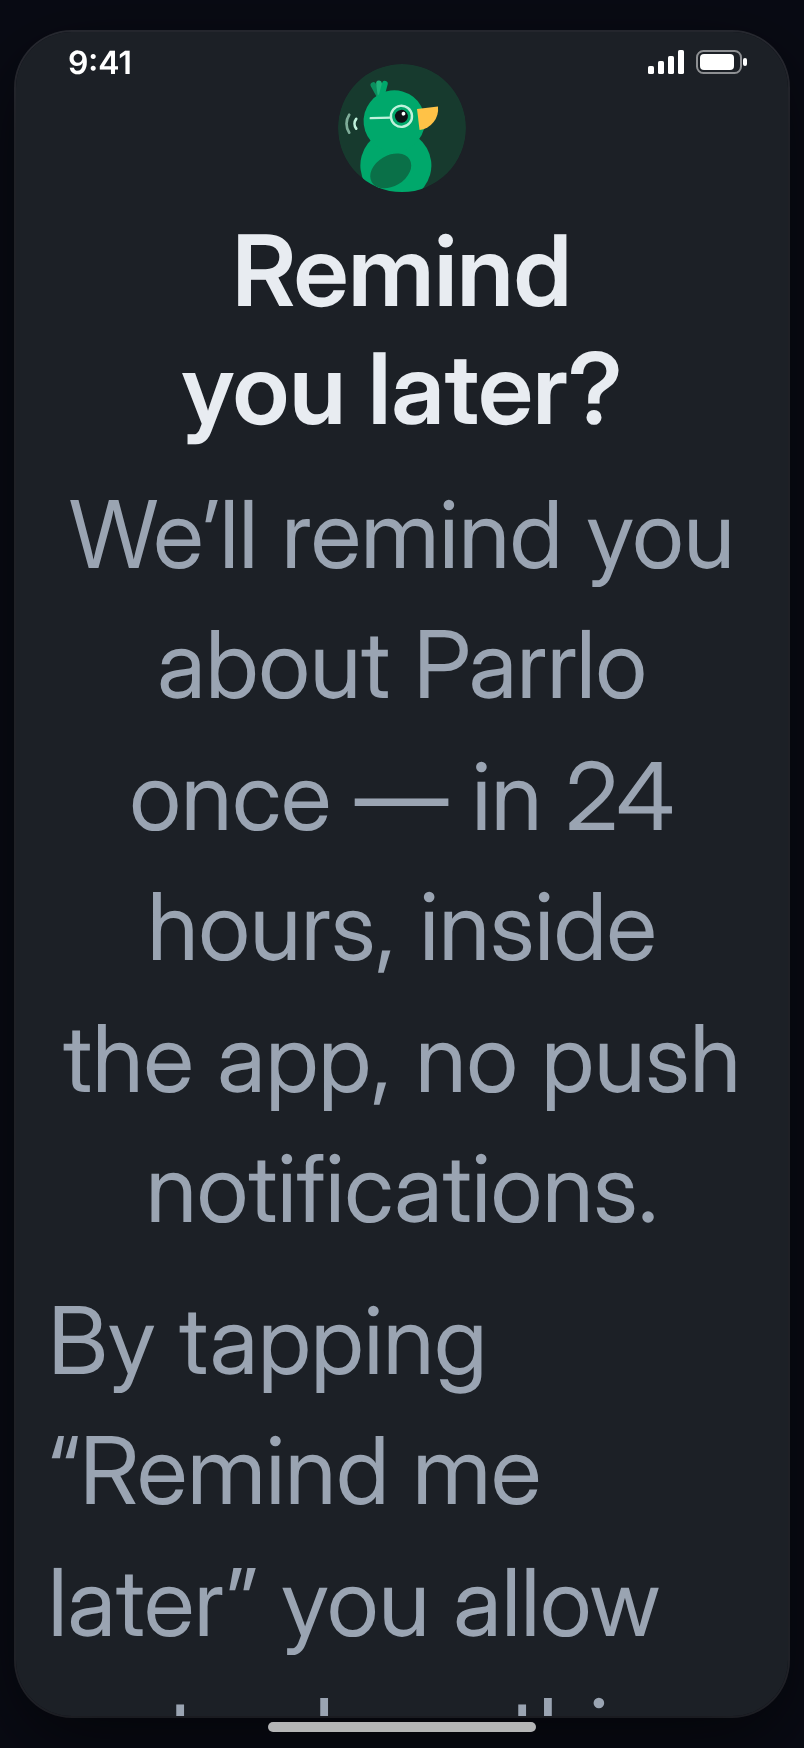 9:41
Remind
you later?
We’ll remind you
about Parrlo
once — in 24
hours, inside
the app, no push
notifications.
By tapping
“Remind me
later” you allow